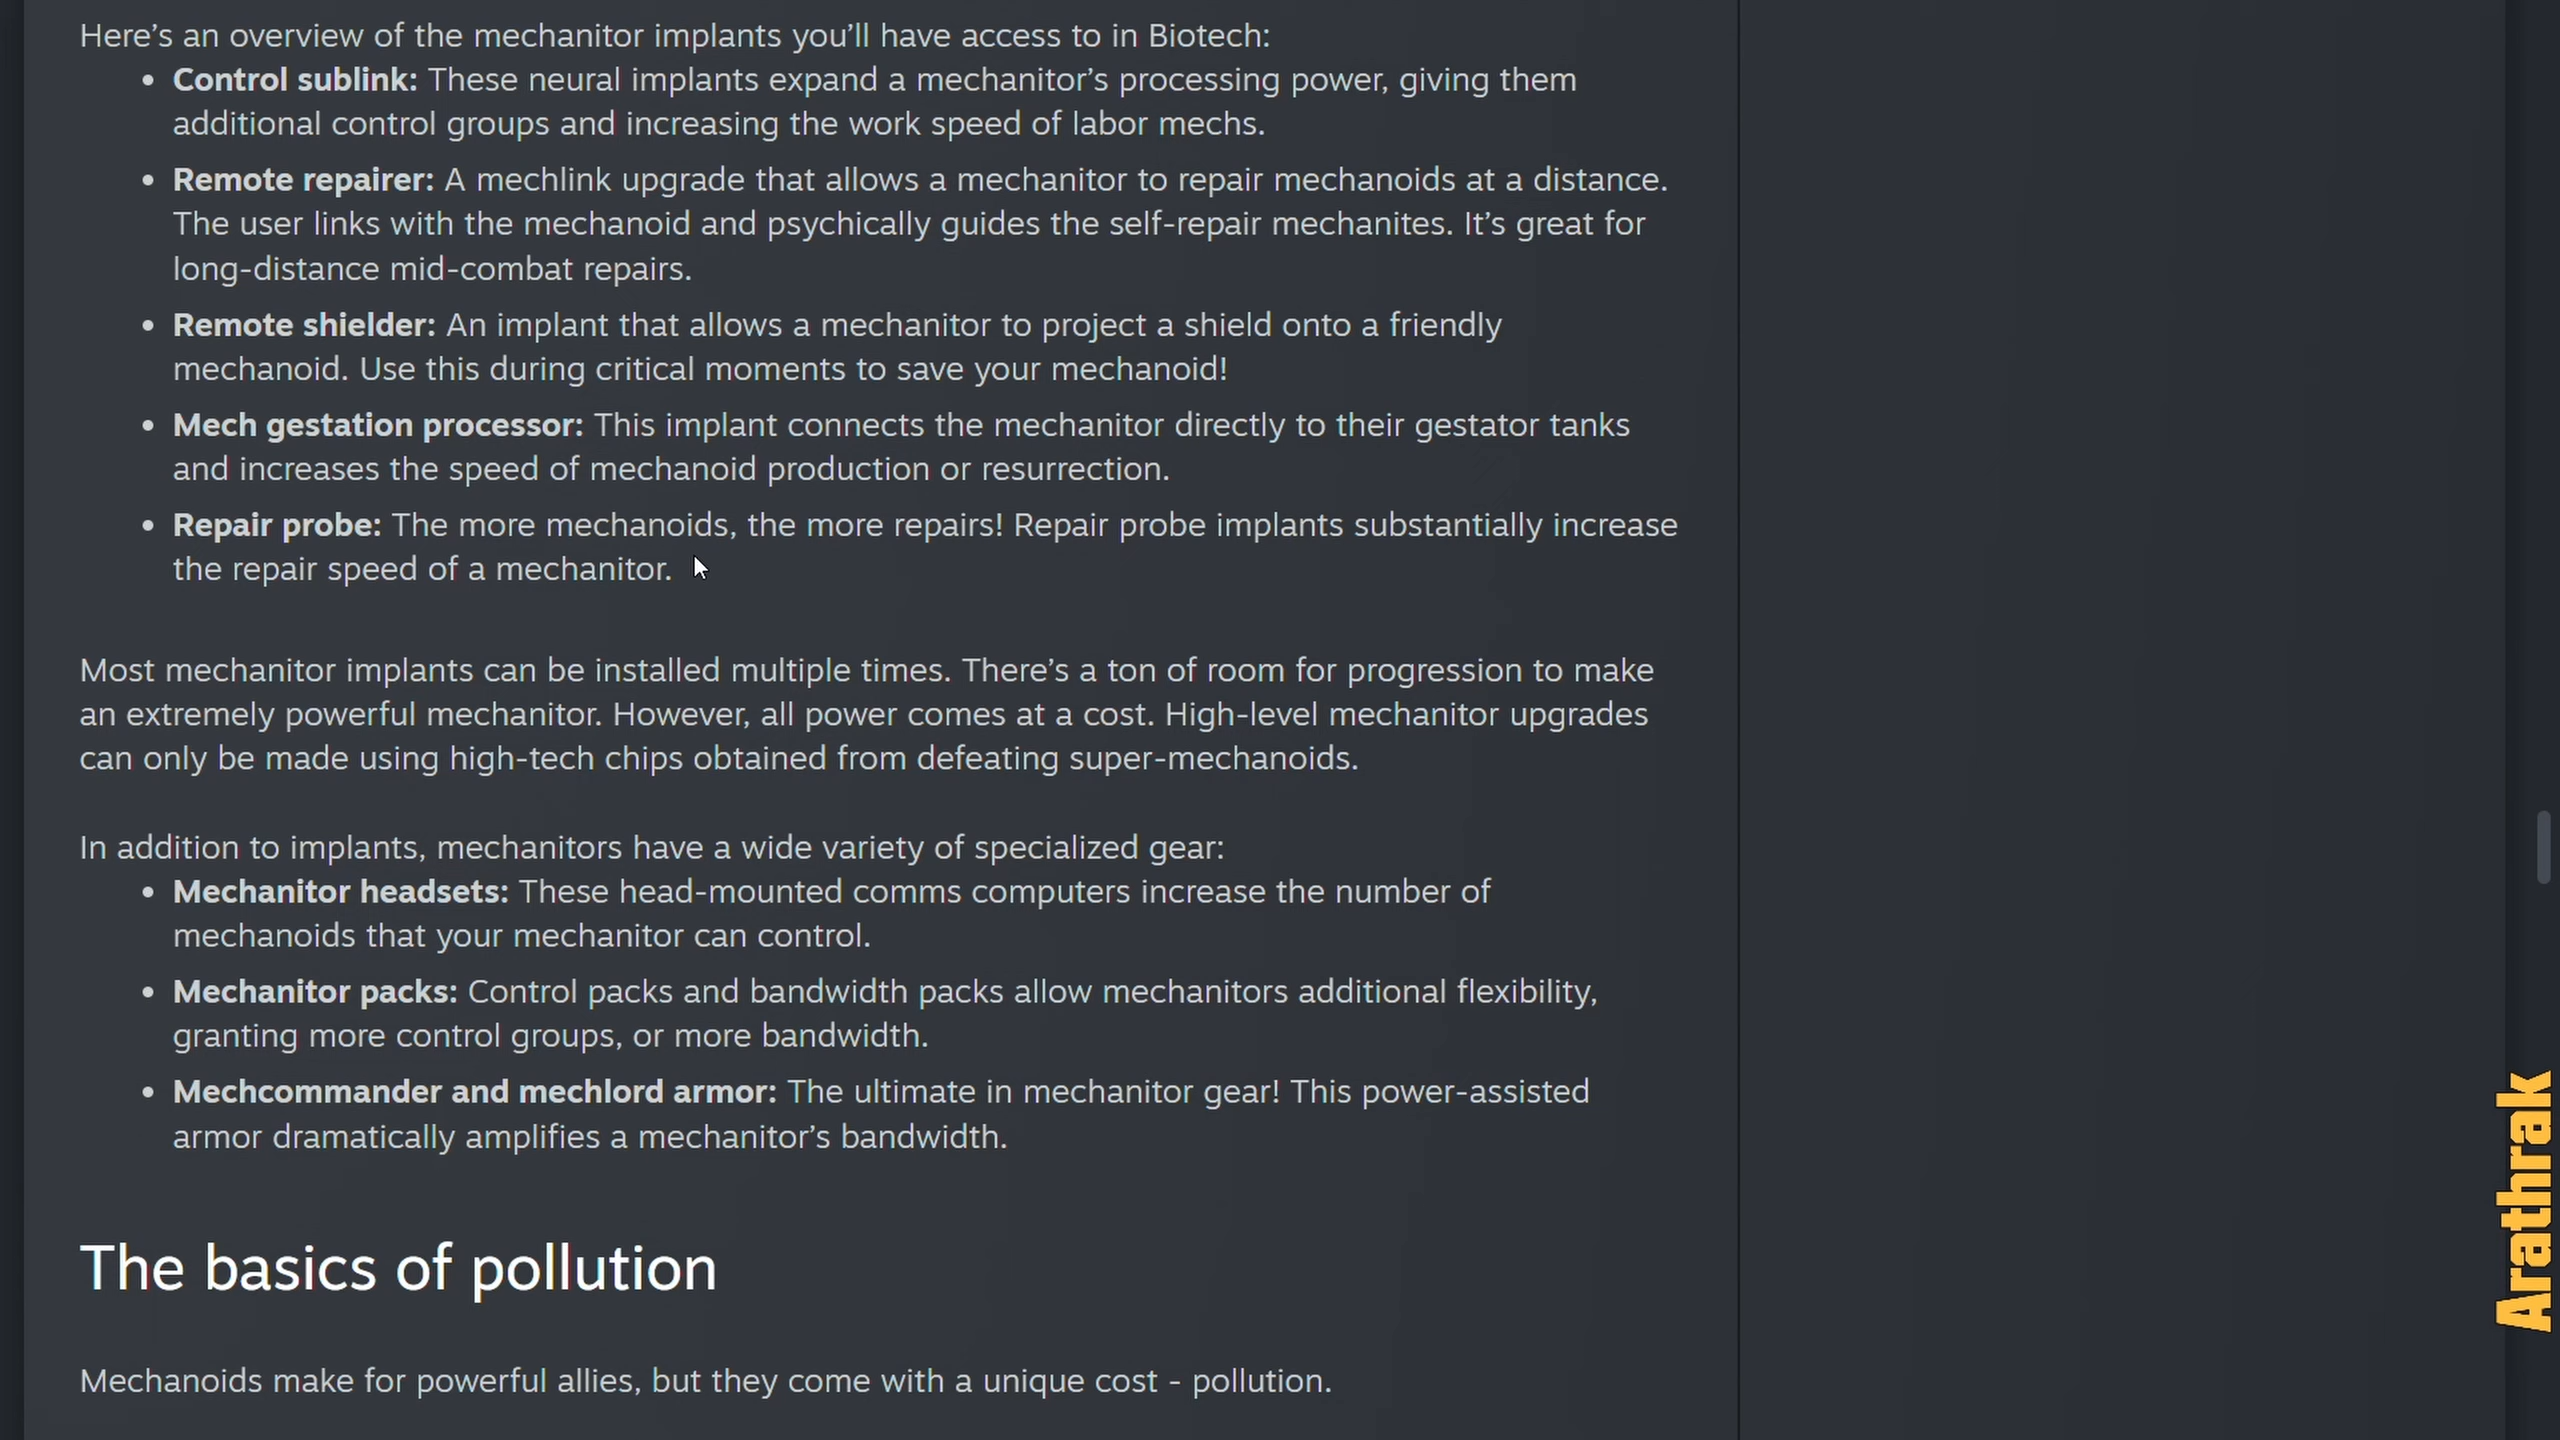 Here’s an overview of the mechanitor implants you’ll have access to in Biotech:
• Control sublink: These neural implants expand a mechanitor’s processing power, giving them
additional control groups and increasing the work speed of labor mechs.
• Remote repairer: A mechlink upgrade that allows a mechanitor to repair mechanoids at a distance.
The user links with the mechanoid and psychically guides the self-repair mechanites. It’s great for
long-distance mid-combat repairs.
• Remote shielder: An implant that allows a mechanitor to project a shield onto a friendly
mechanoid. Use this during critical moments to save your mechanoid!
• Mech gestation processor: This implant connects the mechanitor directly to their gestator tanks
and increases the speed of mechanoid production or resurrection.
• Repair probe: The more mechanoids, the more repairs! Repair probe implants substantially increase
the repair speed of a mechanitor.
Most mechanitor implants can be installed multiple times. There’s a ton of room for progression to make
an extremely powerful mechanitor. However, all power comes at a cost. High-level mechanitor upgrades
can only be made using high-tech chips obtained from defeating super-mechanoids.
In addition to implants, mechanitors have a wide variety of specialized gear:
• Mechanitor headsets: These head-mounted comms computers increase the number of
mechanoids that your mechanitor can control.
• Mechanitor packs: Control packs and bandwidth packs allow mechanitors additional flexibility,
granting more control groups, or more bandwidth.
• Mechcommander and mechlord armor: The ultimate in mechanitor gear! This power-assisted
armor dramatically amplifies a mechanitor’s bandwidth.
The basics of pollution
Mechanoids make for powerful allies, but they come with a unique cost - pollution.
Arathrak